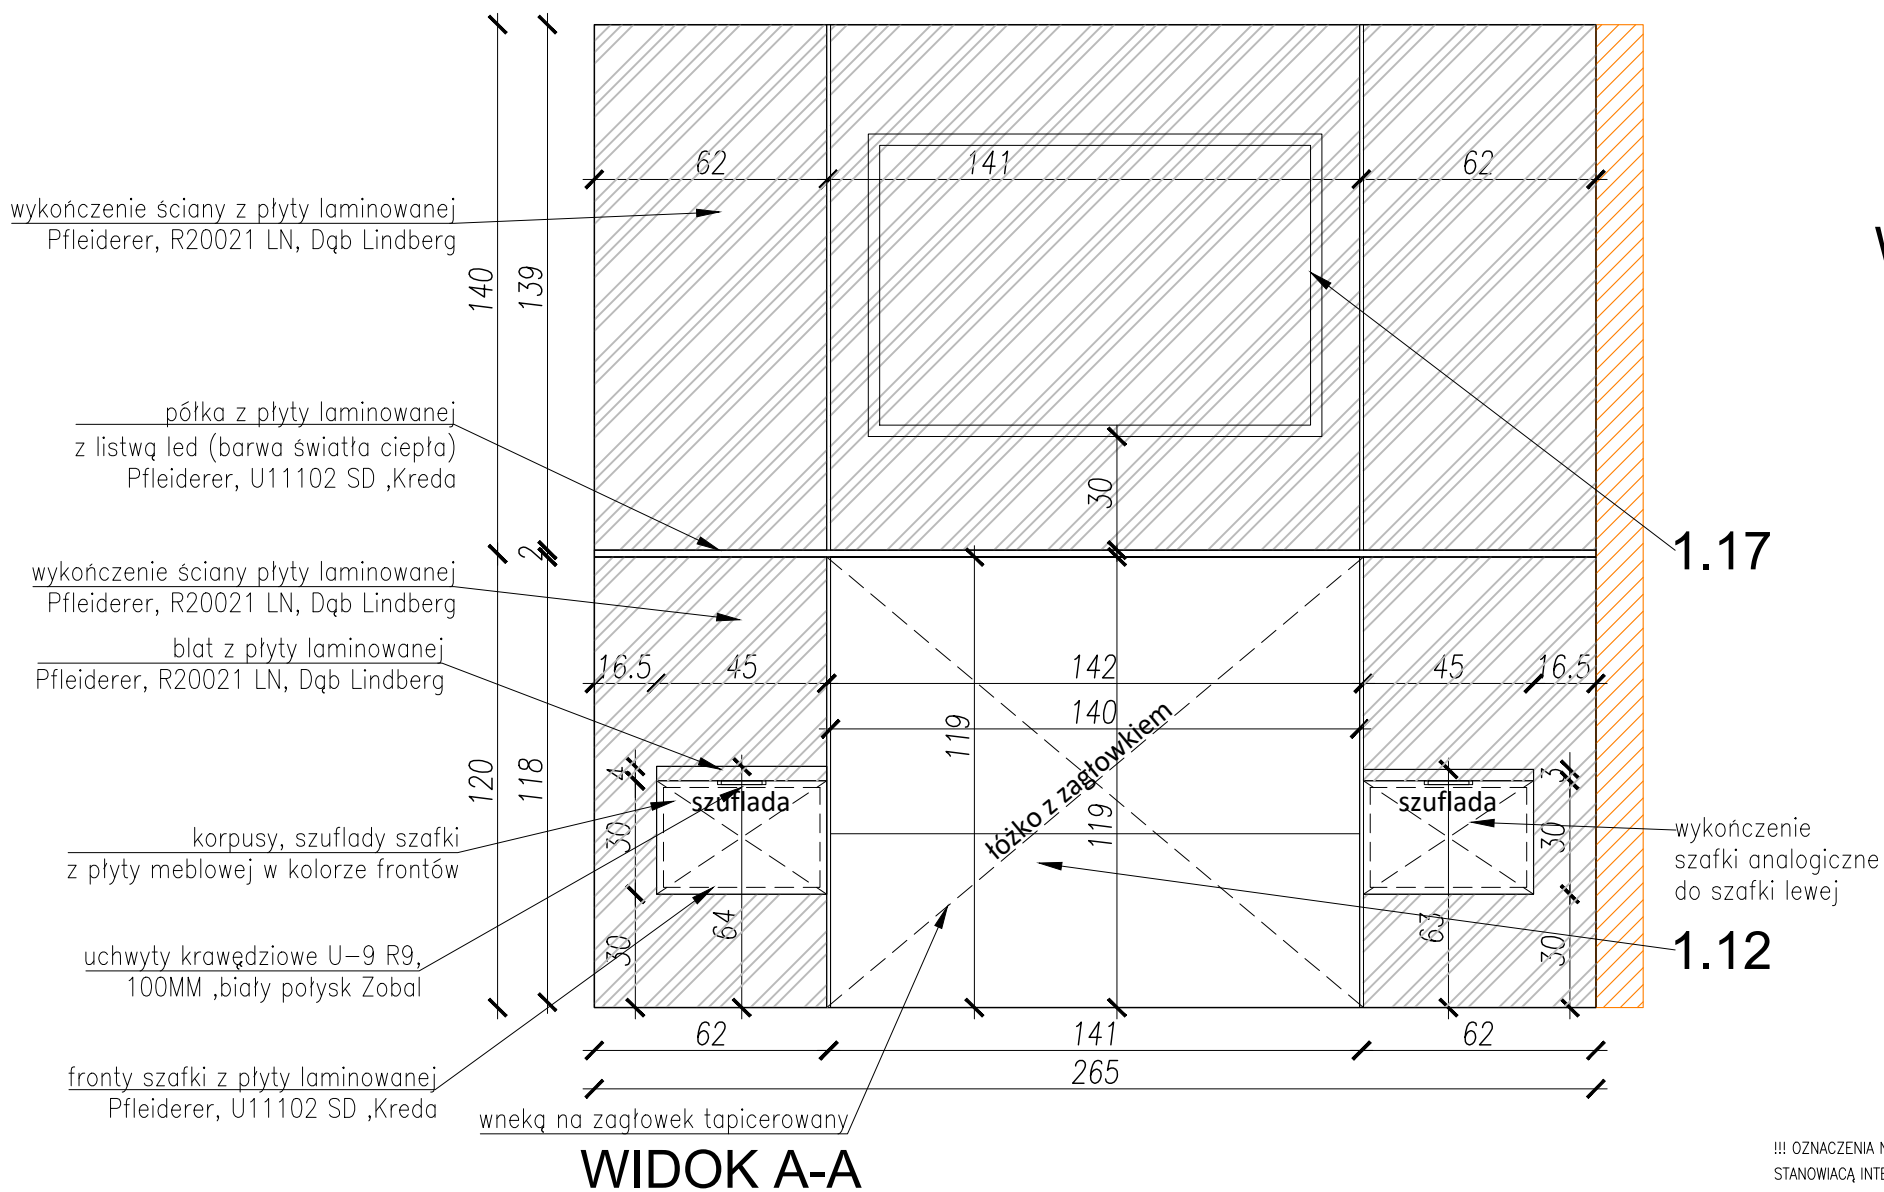 62
141
62
wykończenie ściany z płyty laminowanej
Pfleiderer, R20021 LN, Dąb Lindberg
140
139
półka z płyty laminowanej
z listwą led (barwa światła ciepła)
Pfleiderer, U11102 SD ,Kreda
30
2
1.17
wykończenie ściany płyty laminowanej
Pfleiderer, R20021 LN, Dąb Lindberg
blat z płyty laminowanej
Pfleiderer, R20021 LN, Dąb Lindberg
16.5
45
142
45
16.5
140
119
łóżko z zagłowkiem
119
120
118
4
szuflada
30
szuflada
3
30
korpusy, szuflady szafki
z płyty meblowej w kolorze frontów
wykończenie
szafki analogiczne
do szafki lewej
64
63
30
30
1.12
uchwyty krawędziowe U-9 R9,
100MM ,biały połysk Zobal
62
141
62
265
fronty szafki z płyty laminowanej
Pfleiderer, U11102 SD ,Kreda
wneką na zagłowek tapicerowany
WIDOK A-A
!!! OZNACZENIA
STANOWIACĄ